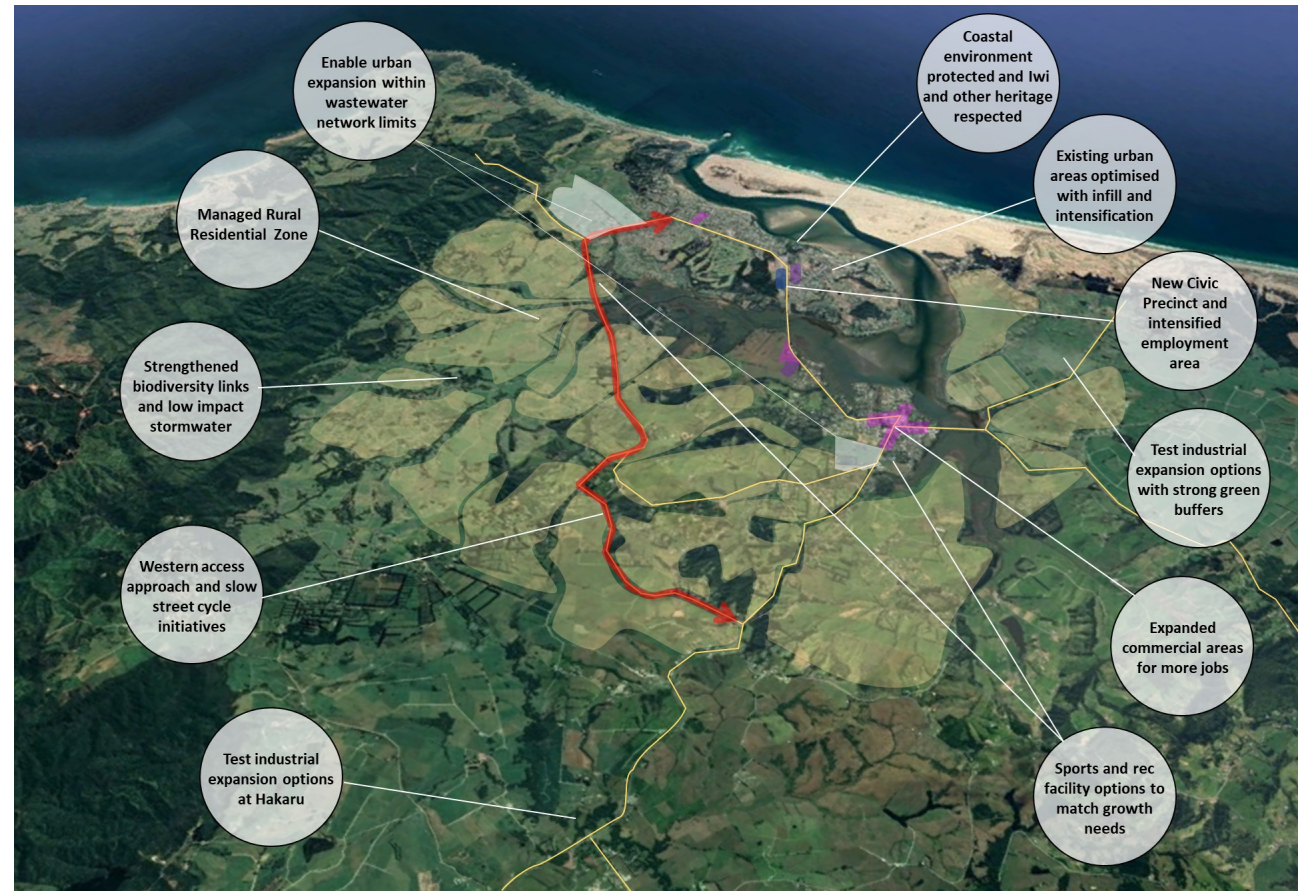 Enable urban
expansion within
wastewater
network limits
Managed Rural
Residential Zone
Strengthened
biodiversity links
and low impact
stormwater
Western access
approach and slow
street cycle
initiatives
Test industrial
expansion options
at Hakaru
Coastal
environment
protected and Iwi
and other heritage
respected
Existing urban
areas optimised
with infill and
intensification
New Civic
Precinct and
intensified
employment
area
Test industrial
expansion options
with strong green
buffers
Expanded
commercial areas
for more jobs
Sports and rec
facility options to
match growth
needs